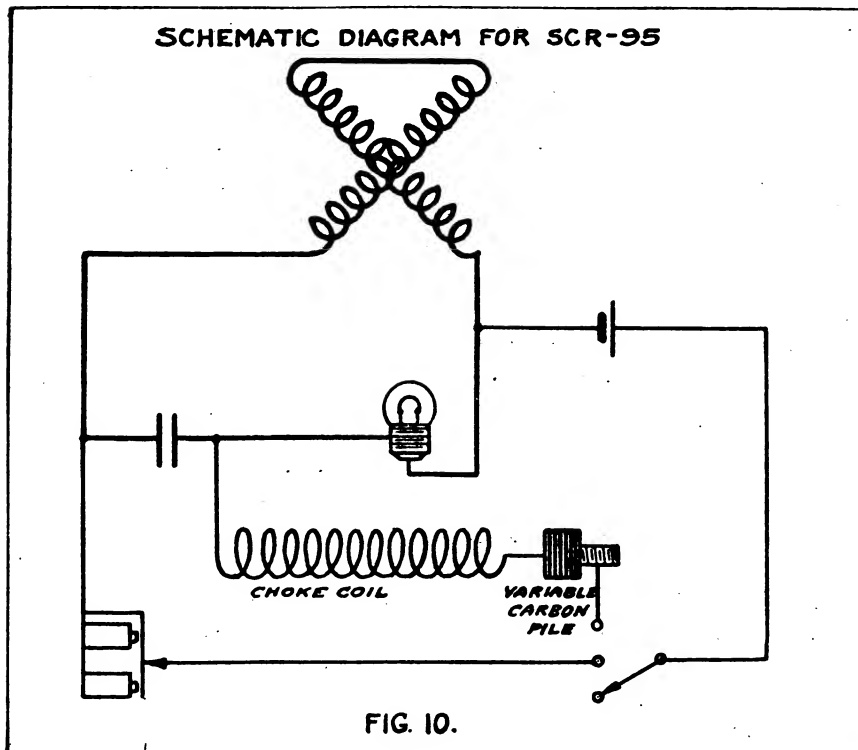 SCHEMATIC DIAGRAM FOR SCR-95
CHOKE COIL
VARIABLE
CARBON
PILE
FIG. 10.